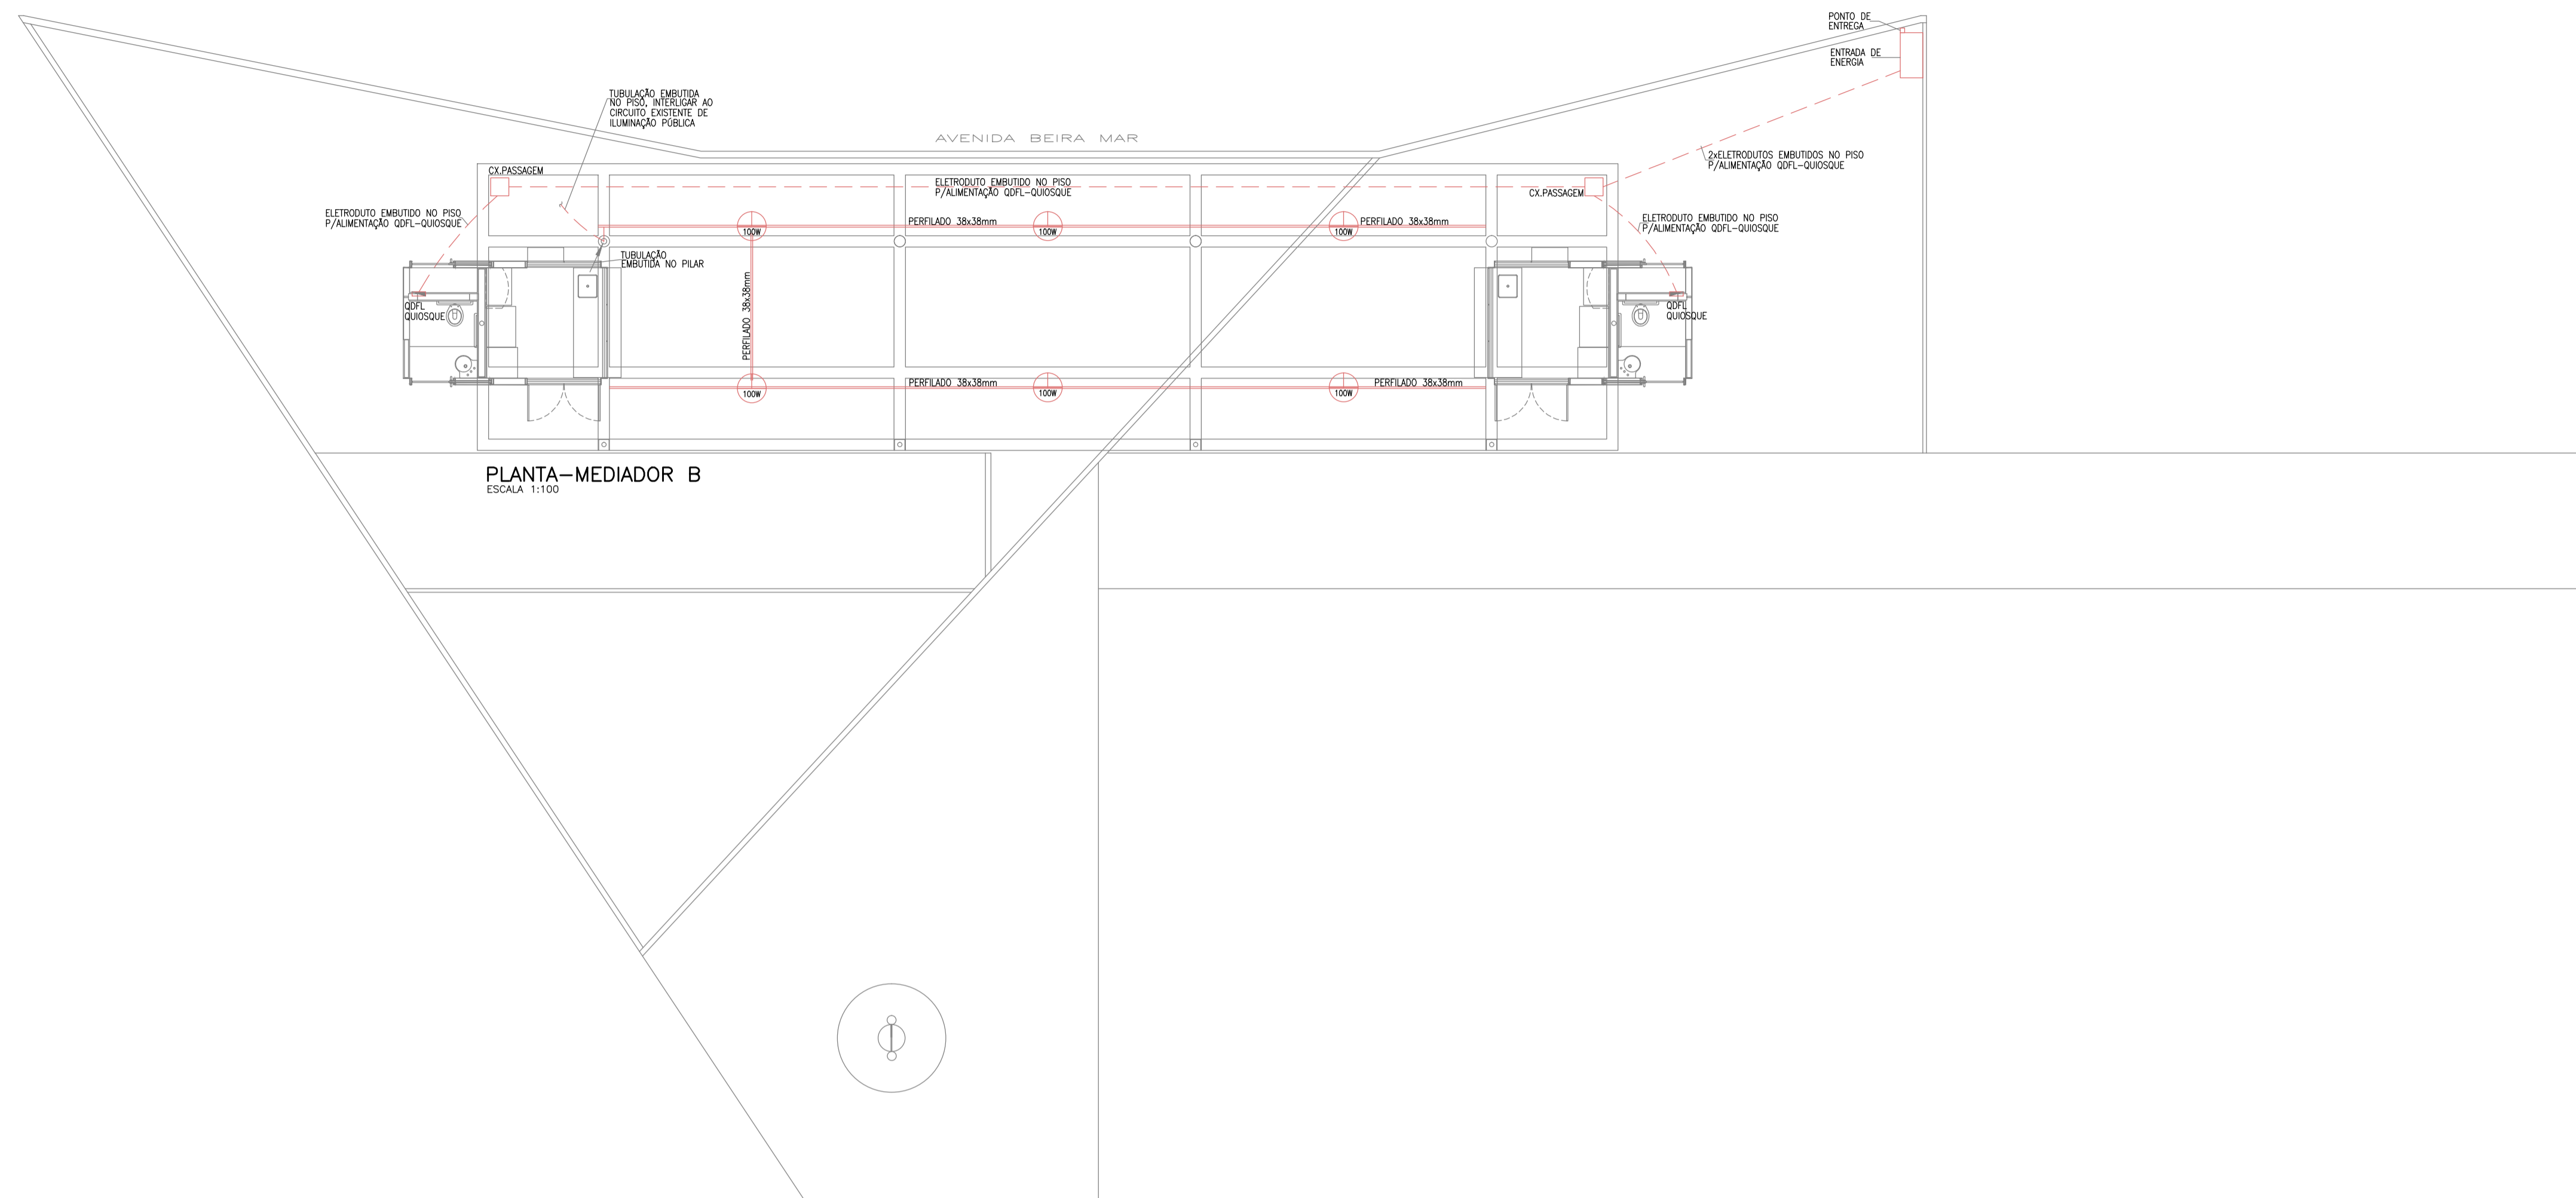 PONTO DE
ENTREGA
ENTRADA DE
ENERGIA
TUBULAÇÃO EMBUTIDA
NO PISO, INTERLIGAR AO
CIRCUITO EXISTENTE DE
ILUMINAÇÃO PÚBLICA
AVENIDA BEIRA MAR
2xELETRODUTOS EMBUTIDOS NO PISO
P/ALIMENTAÇÃO QDFL-QUIOSQUE
CX.PASSAGEM
ELETRODUTO EMBUTIDO NO PISO
P/ALIMENTAÇÃO QDFL-QUIOSQUE
CX.PASSAGEM
ELETRODUTO EMBUTIDO NO PISO
P/ALIMENTAÇÃO QDFL-QUIOSQUE
ELETRODUTO EMBUTIDO NO PISO
P/ALIMENTAÇÃO QDFL-QUIOSQUE
PERFILADO 38x38mm
PERFILADO 38x38mm
100W
100W
100W
TUBULAÇÃO
EMBUTIDA NO PILAR
PERFILADO 38x38mm
QDFL
QUIOSQUE
QDFL
QUIOSQUE
PERFILADO 38x38mm
PERFILADO 38x38mm
100W
100W
100W
PLANTA-MEDIADOR B
ESCALA 1:100